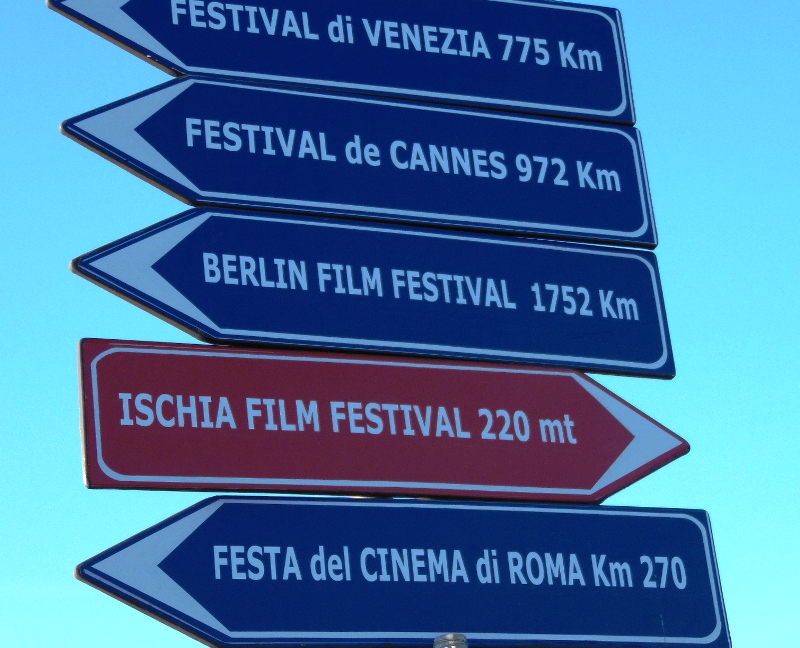 FESTIVAL di VENEZIA 775 Km
FESTIVAL de CANNES 972 Km
BERLIN FILM FESTIVAL 1752 Km
ISCHIA FILM FESTIVAL 220 mt
FESTA del CINEMA di ROMA Km 270